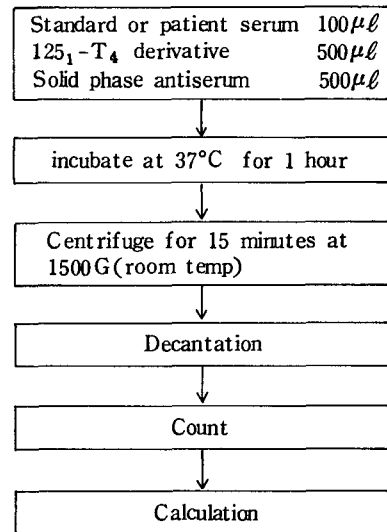 Standard or patient serum 100μℓ
125₁-T₄ derivative 500μℓ
Solid phase antiserum 500μℓ
incubate at 37°C for 1 hour
Centrifuge for 15 minutes at
1500G(room temp)
Decantation
Count
Calculation